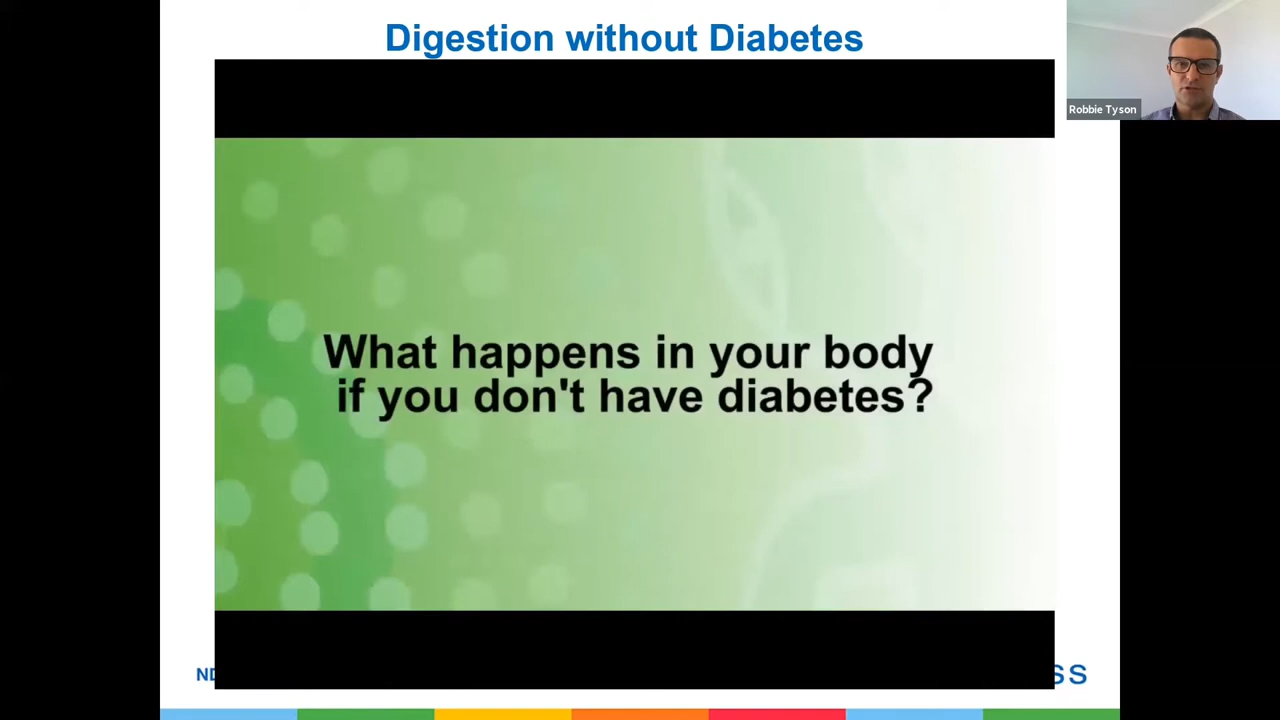 Digestion without Diabetes
Robbie Tyson
What happens in your body
if you don't have diabetes?